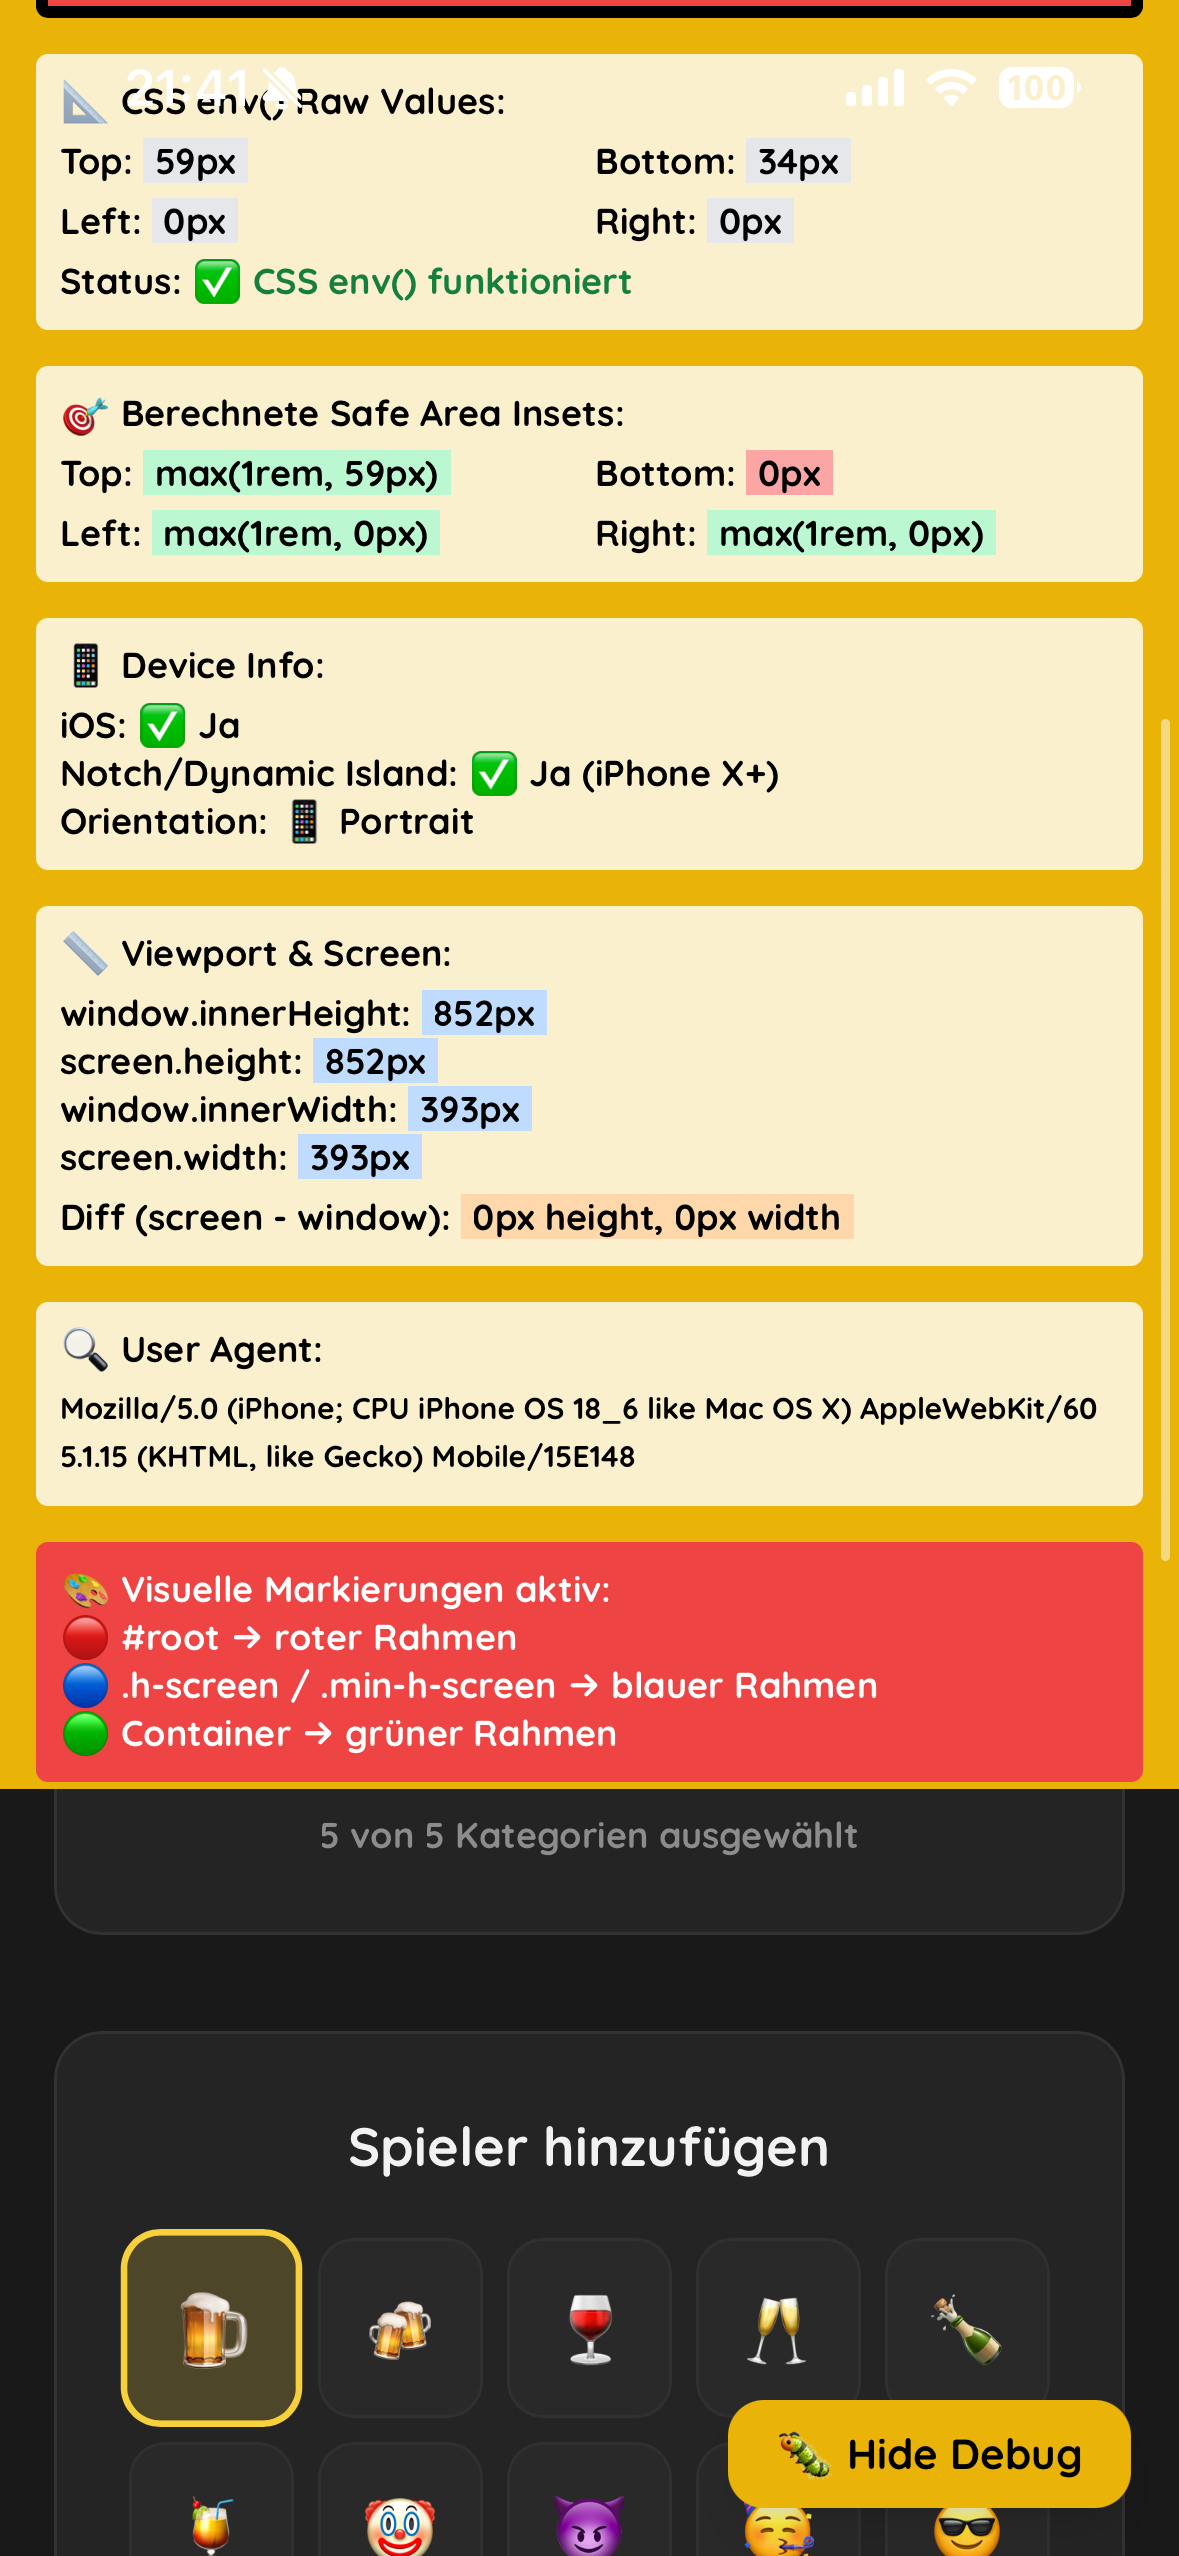 21:41
100
📐 CSS env() Raw Values:
Top: 59px
Bottom: 34px
Left: 0px
Right: 0px
Status: ✅ CSS env() funktioniert
🎯 Berechnete Safe Area Insets:
Top: max(1rem, 59px)
Bottom: 0px
Left: max(1rem, 0px)
Right: max(1rem, 0px)
📱 Device Info:
iOS: ✅ Ja
Notch/Dynamic Island: ✅ Ja (iPhone X+)
Orientation: 📱 Portrait
📏 Viewport & Screen:
window.innerHeight: 852px
screen.height: 852px
window.innerWidth: 393px
screen.width: 393px
Diff (screen - window): 0px height, 0px width
🔍 User Agent:
Mozilla/5.0 (iPhone; CPU iPhone OS 18_6 like Mac OS X) AppleWebKit/60
5.1.15 (KHTML, like Gecko) Mobile/15E148
🎨 Visuelle Markierungen aktiv:
🔴 #root → roter Rahmen
🔵 .h-screen / .min-h-screen → blauer Rahmen
🟢 Container → grüner Rahmen
5 von 5 Kategorien ausgewählt
Spieler hinzufügen
🐛 Hide Debug